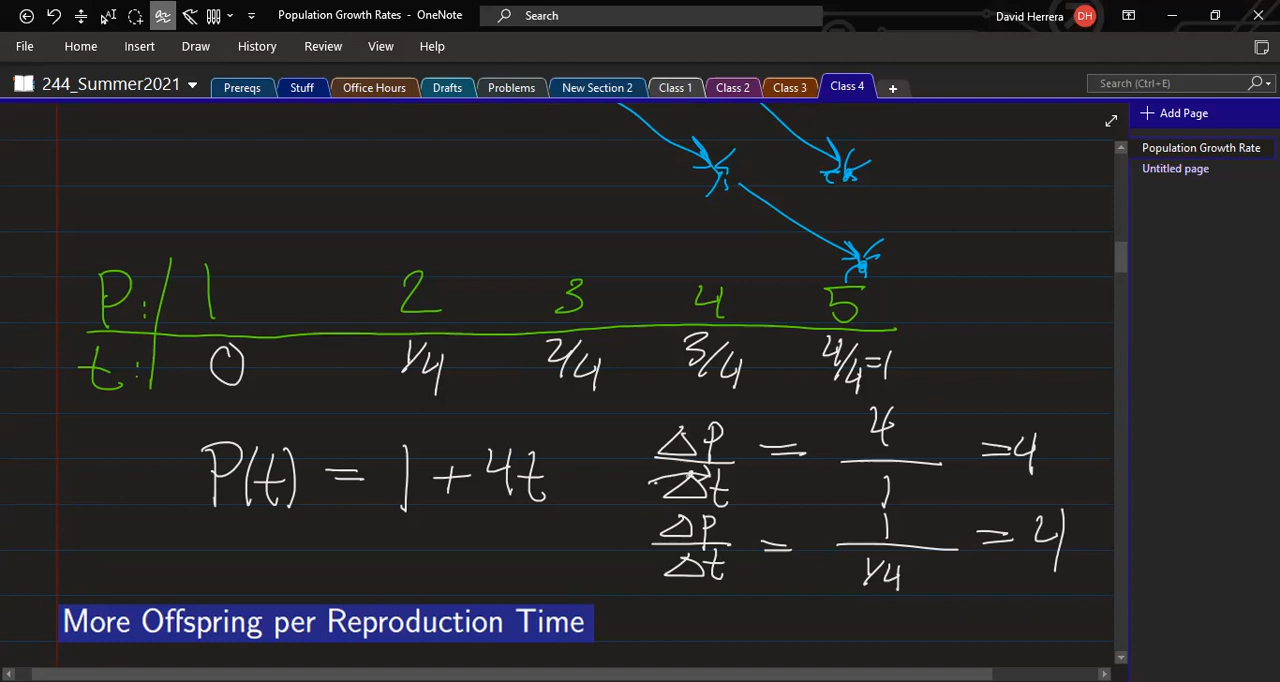 Population Growth Rates - OneNote
Search
David Herrera DH
File Home Insert Draw History Review View Help
244_Summer2021
Prereqs Stuff Office Hours Drafts Problems New Section 2 Class 1 Class 2 Class 3 Class 4 +
Search (Ctrl+E)
Add Page
Population Growth Rate
Untitled page
P: 1 2 3 4 5
t: 0 1/4 2/4 3/4 4/4=1
P(t) = 1 + 4t
ΔP/Δt = 4/1 = 4
ΔP/Δt = 1/(1/4) = 4
More Offspring per Reproduction Time